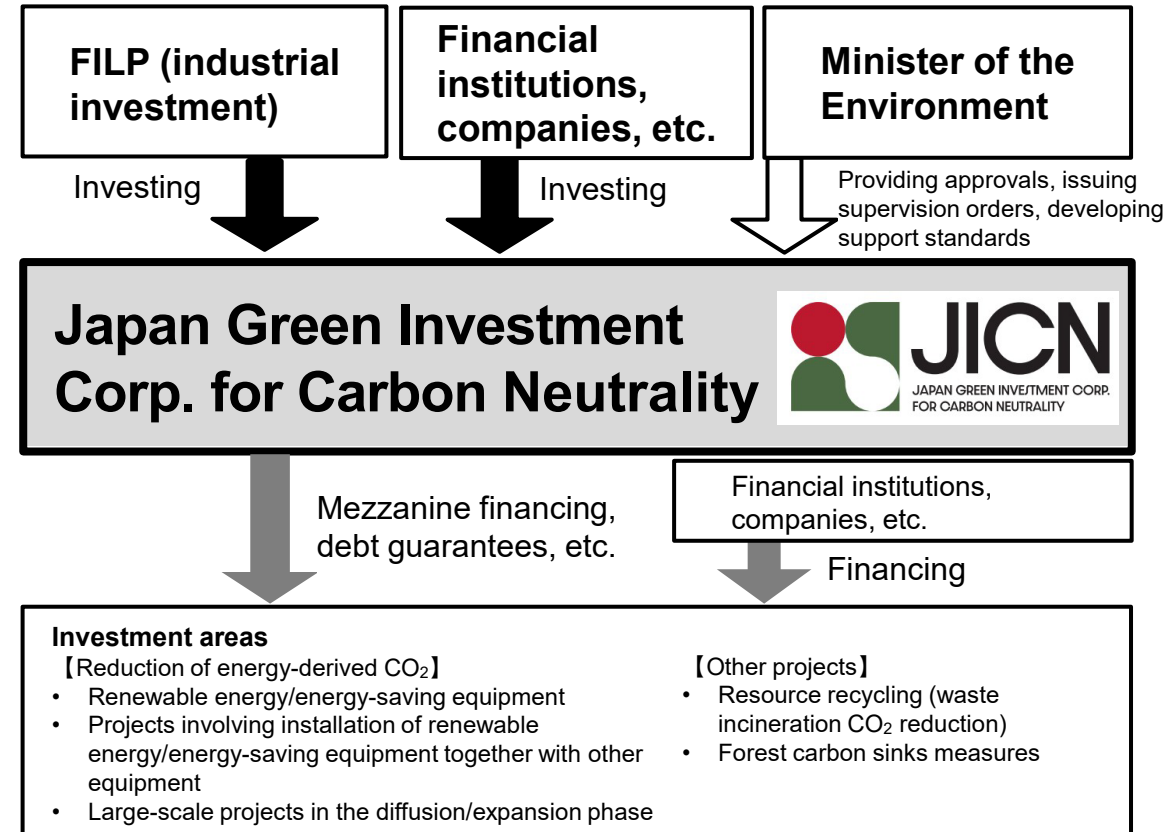 FILP (industrial
investment)
Financial
institutions,
companies, etc.
Minister of the
Environment
Investing
Investing
Providing approvals, issuing
supervision orders, developing
support standards
Japan Green Investment
Corp. for Carbon Neutrality
JICN
JAPAN GREEN INVESTMENT CORP.
FOR CARBON NEUTRALITY
Mezzanine financing,
debt guarantees, etc.
Financial institutions,
companies, etc.
Financing
Investment areas
【Reduction of energy-derived CO₂】
• Renewable energy/energy-saving equipment
• Projects involving installation of renewable
energy/energy-saving equipment together with other
equipment
• Large-scale projects in the diffusion/expansion phase
【Other projects】
• Resource recycling (waste
incineration CO₂ reduction)
• Forest carbon sinks measures